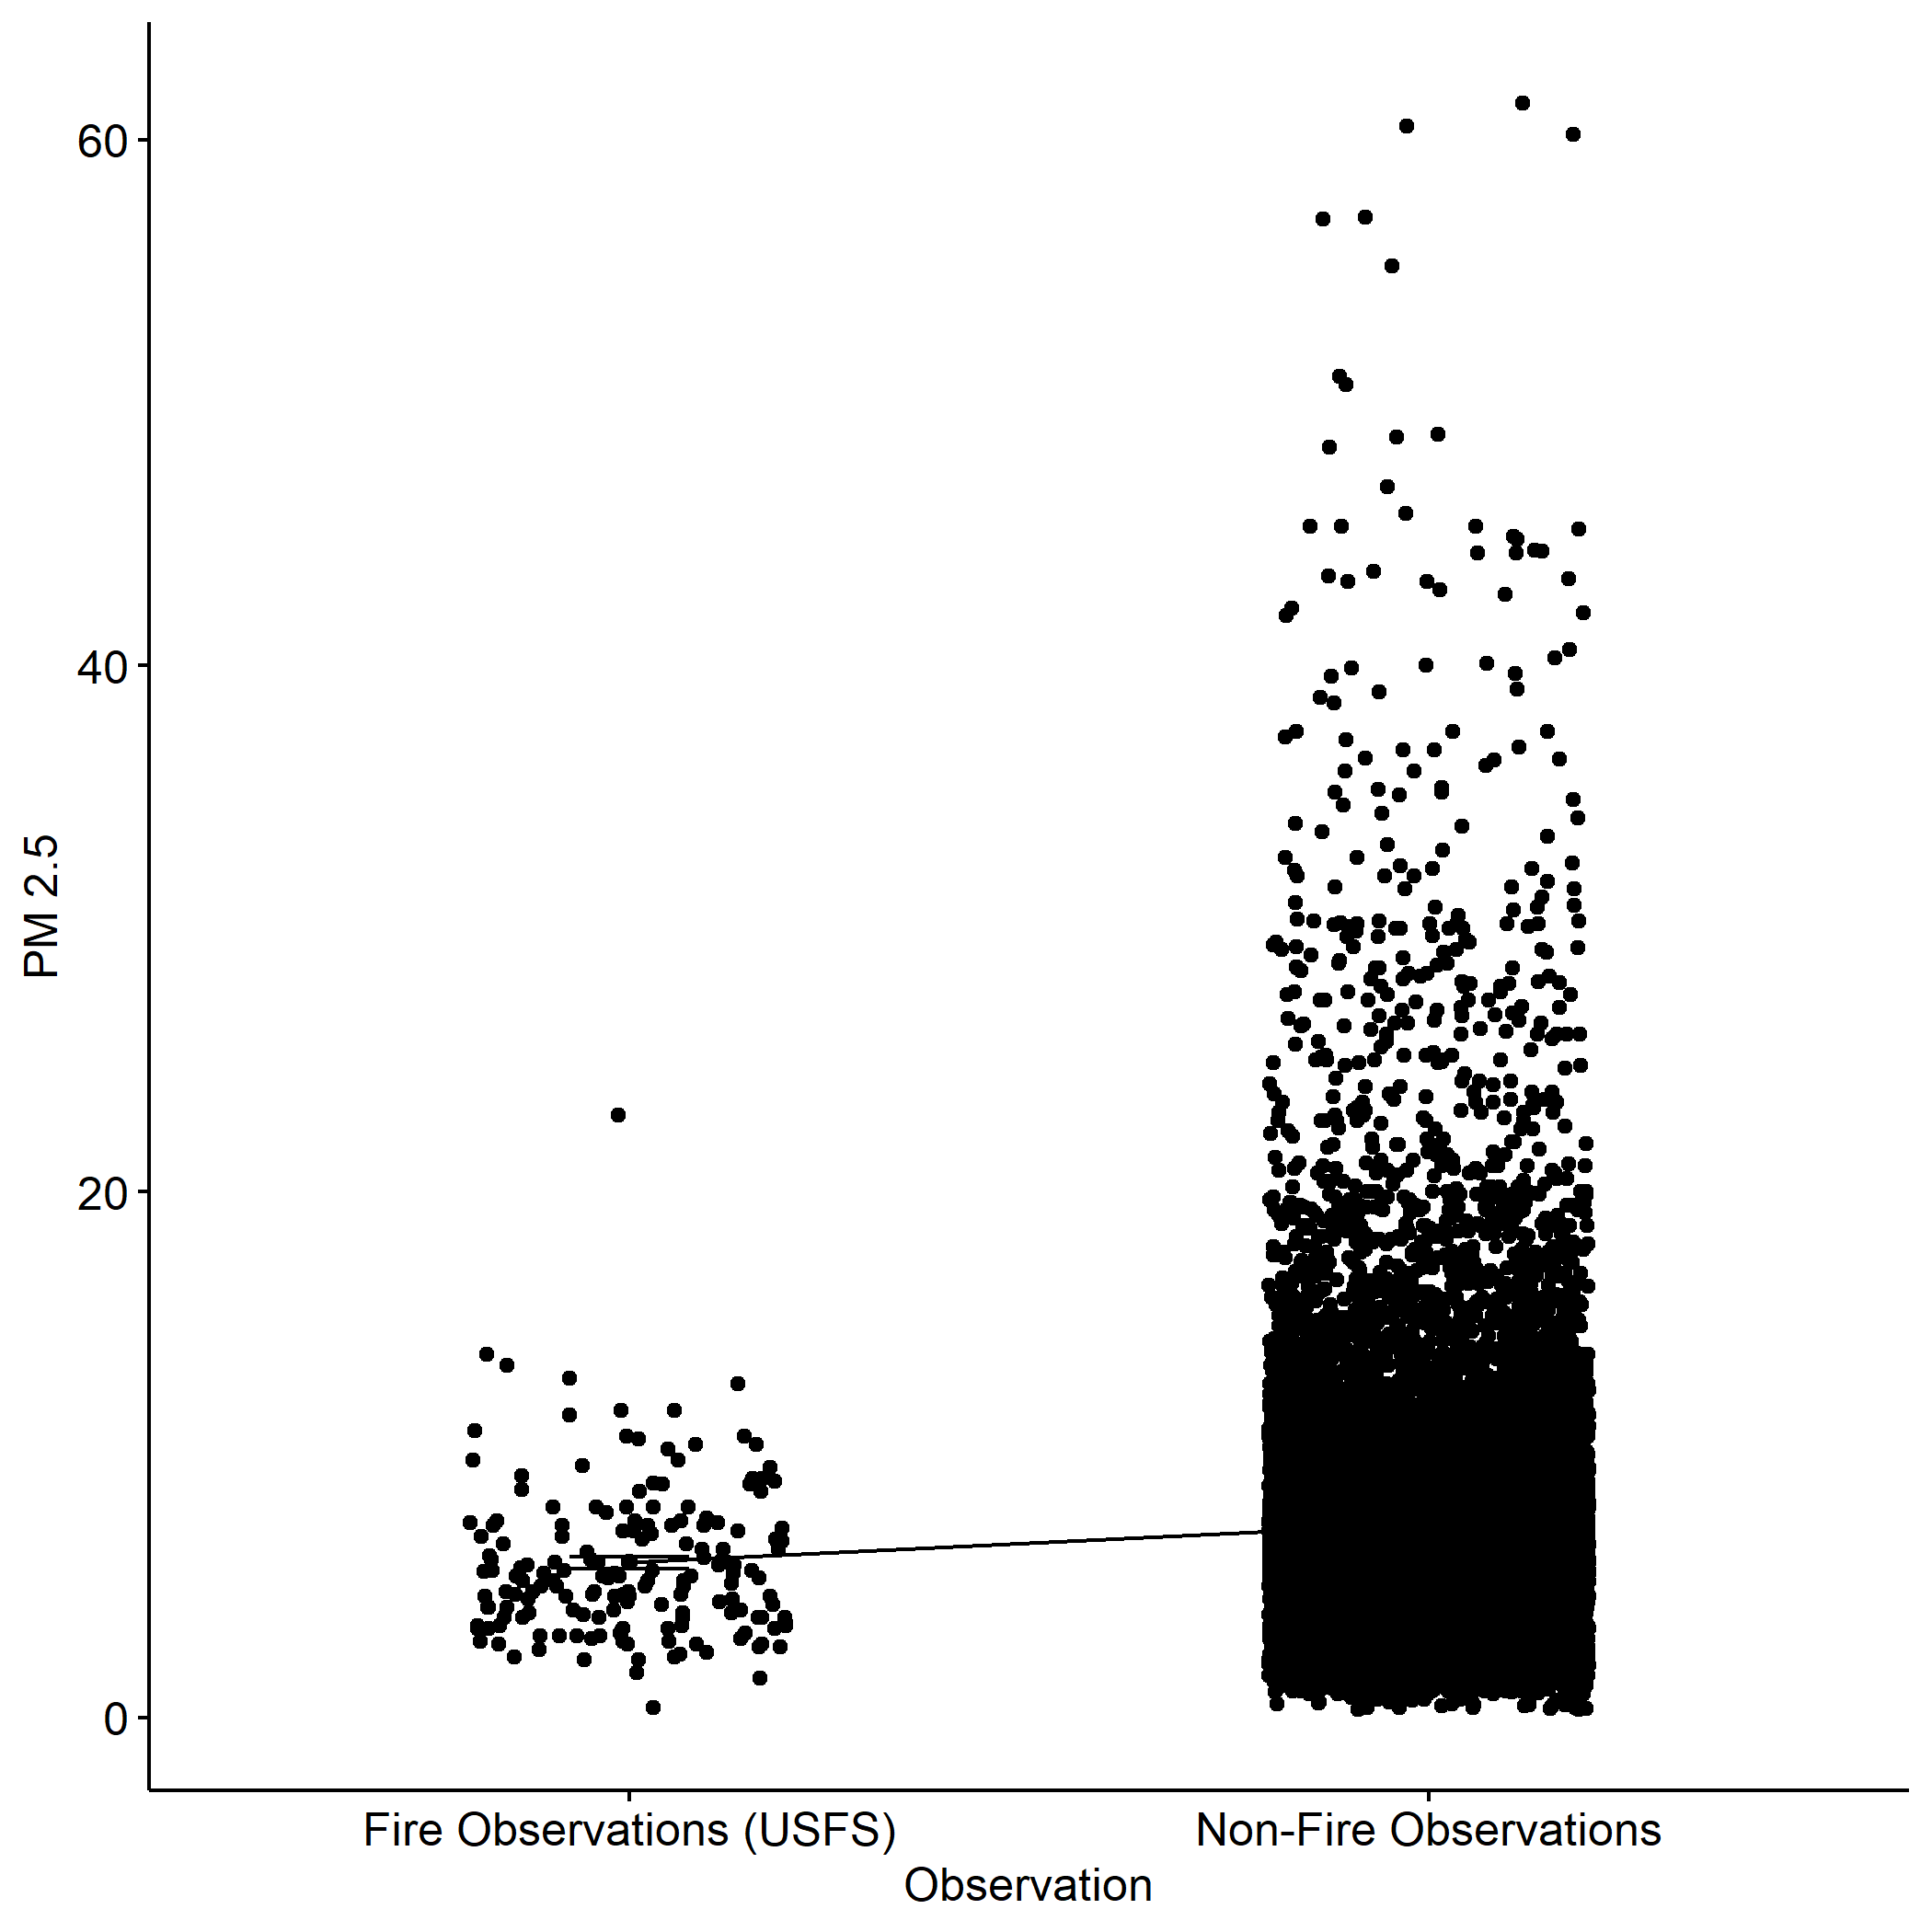 60
40
20
0
PM 2.5
Fire Observations (USFS)
Non-Fire Observations
Observation